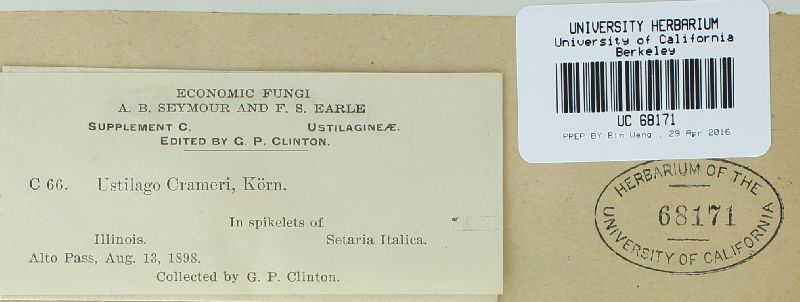 ECONOMIC FUNGI
A. B. SEYMOUR AND F. S. EARLE
SUPPLEMENT C. USTILAGINEÆ.
EDITED BY G. P. CLINTON.
C 66. Ustilago Crameri, Körn.
In spikelets of
Illinois. Setaria Italica.
Alto Pass, Aug. 13, 1898.
Collected by G. P. Clinton.
UNIVERSITY HERBARIUM
University of California
Berkeley
UC 68171
PREP BY Bin Wang , 29 Apr 2016
HERBARIUM OF THE
68171
UNIVERSITY OF CALIFORNIA